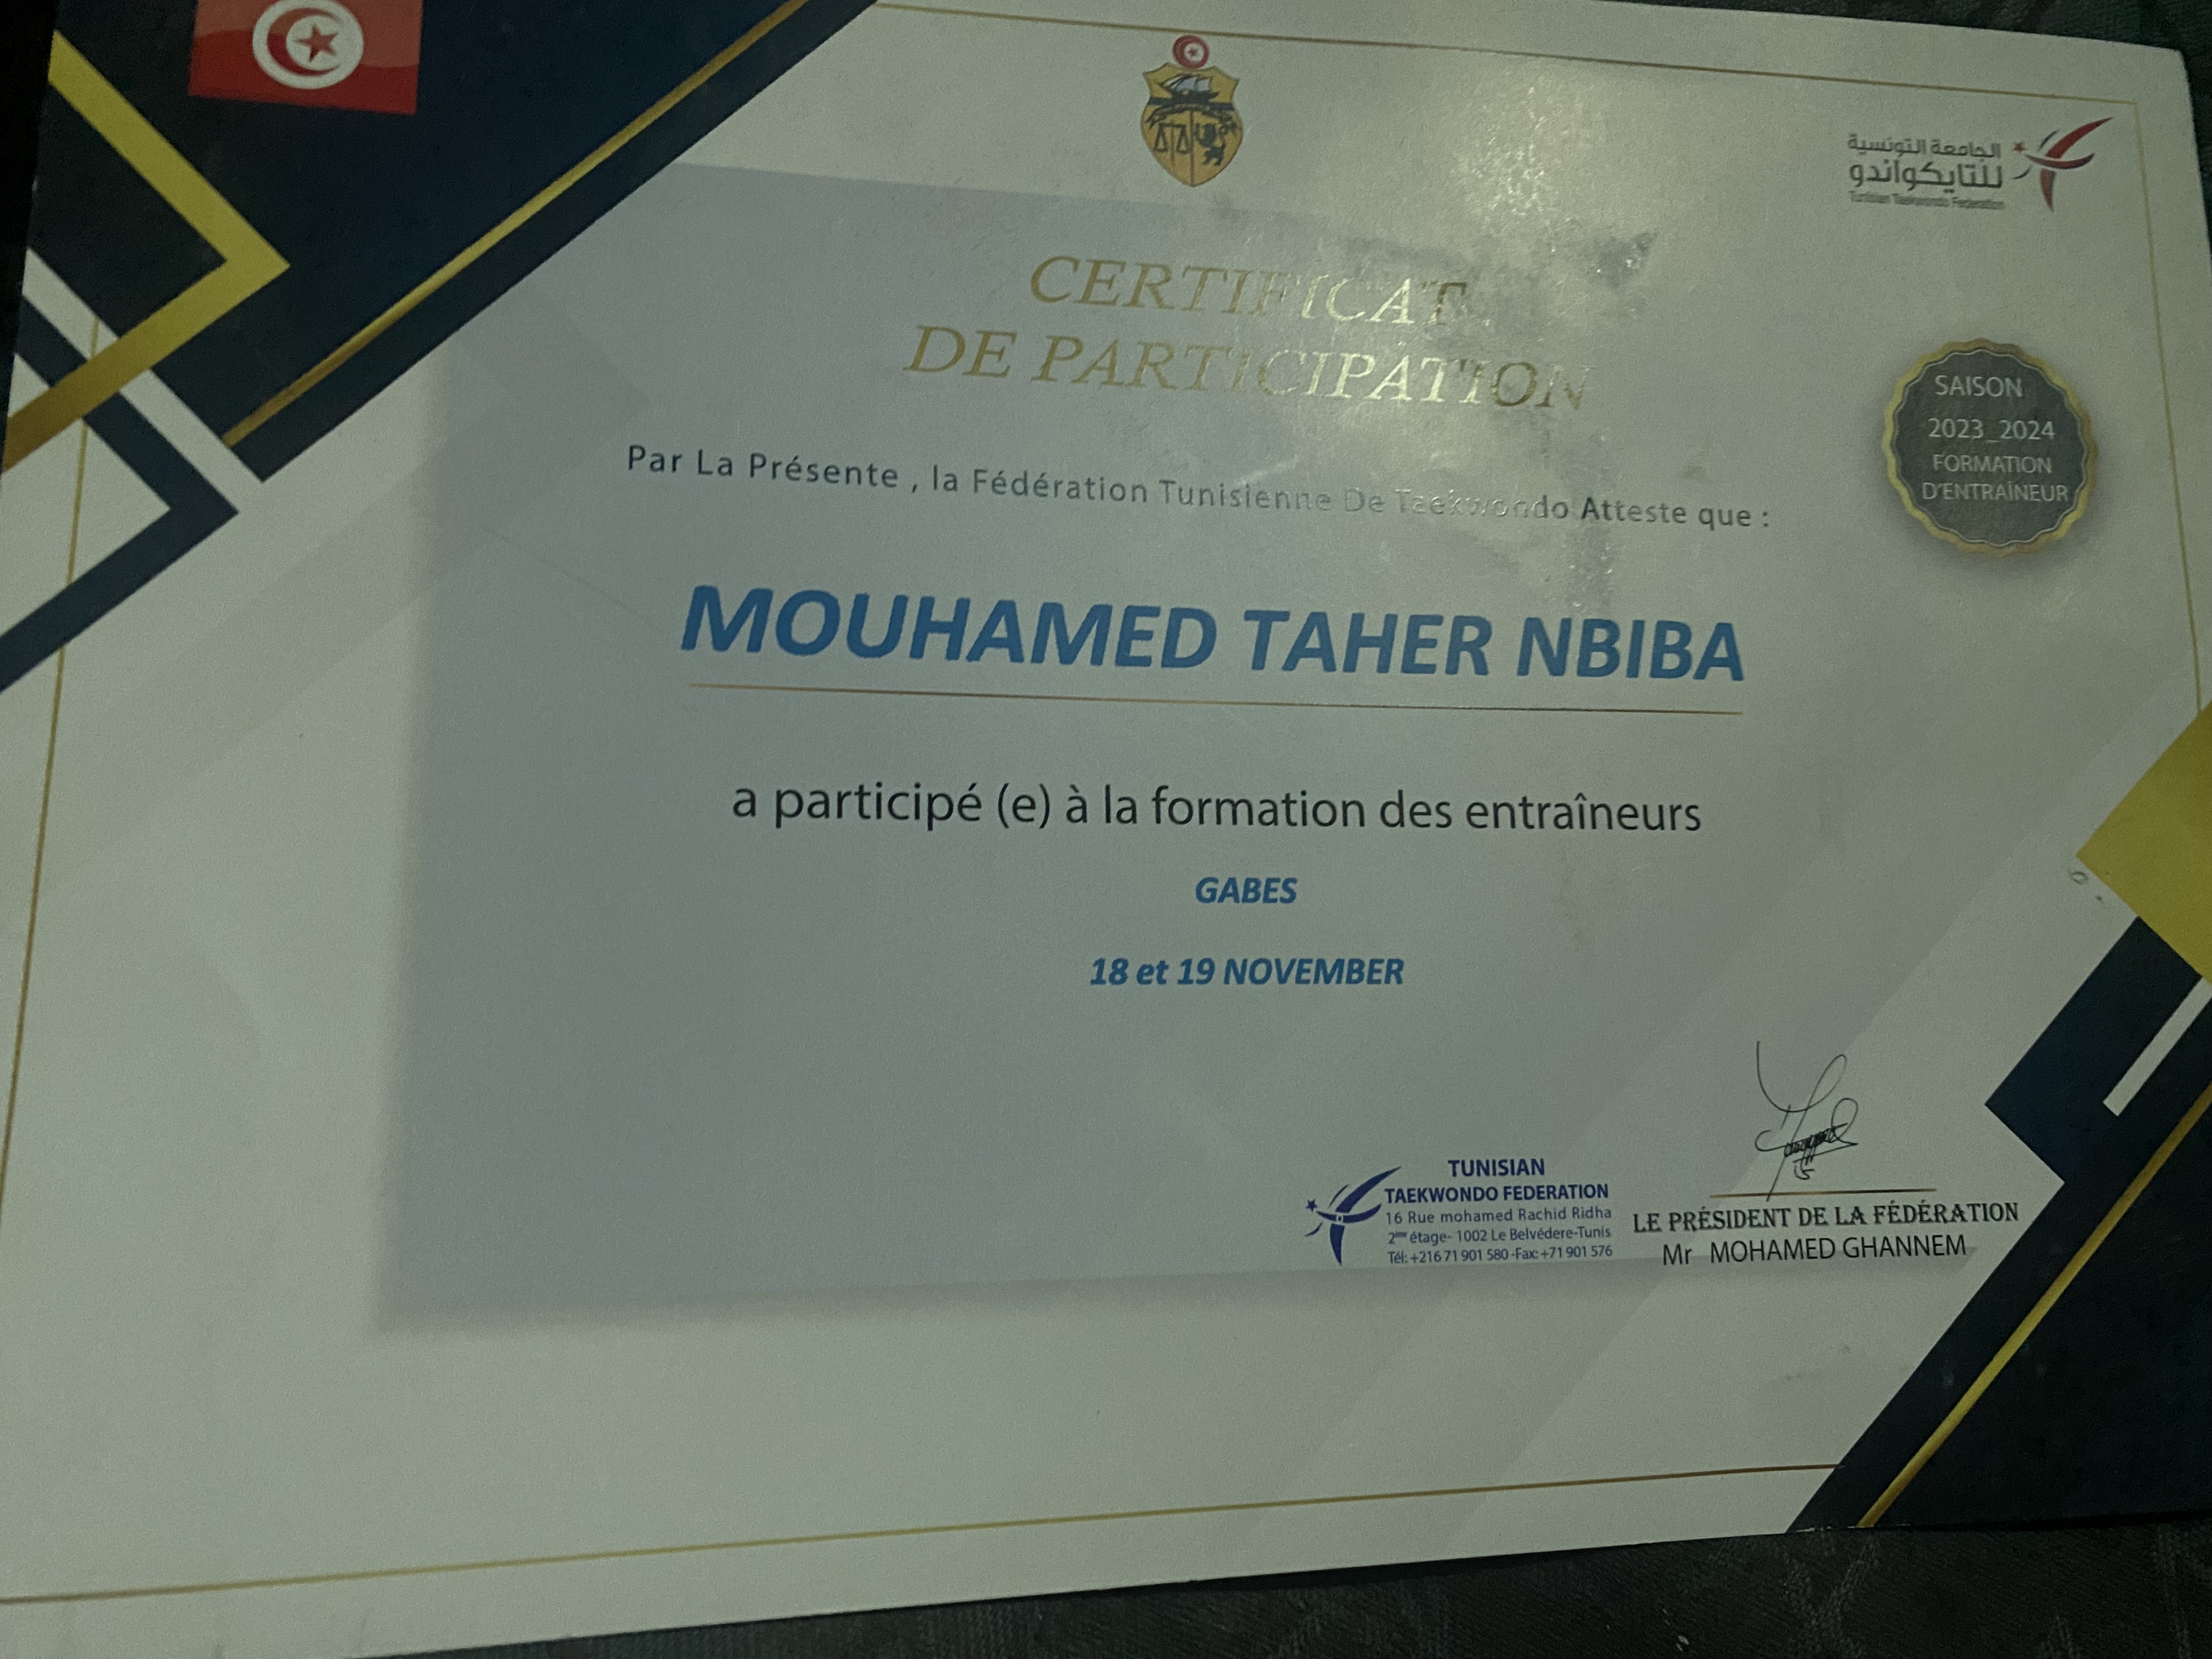 الجامعة التونسية
للتايكواندو
Tunisian Taekwondo Federation
CERTIFICAT
DE PARTICIPATION
SAISON
2023_2024
FORMATION
D'ENTRAÎNEUR
Par La Présente , la Fédération Tunisienne De Taekwondo Atteste que :
MOUHAMED TAHER NBIBA
a participé (e) à la formation des entraîneurs
GABES
18 et 19 NOVEMBER
TUNISIAN
TAEKWONDO FEDERATION
16 Rue mohamed Rachid Ridha
2ème étage- 1002 Le Belvédere-Tunis
Tél: +216 71 901 580 -Fax: +71 901 576
LE PRÉSIDENT DE LA FÉDÉRATION
Mr MOHAMED GHANNEM